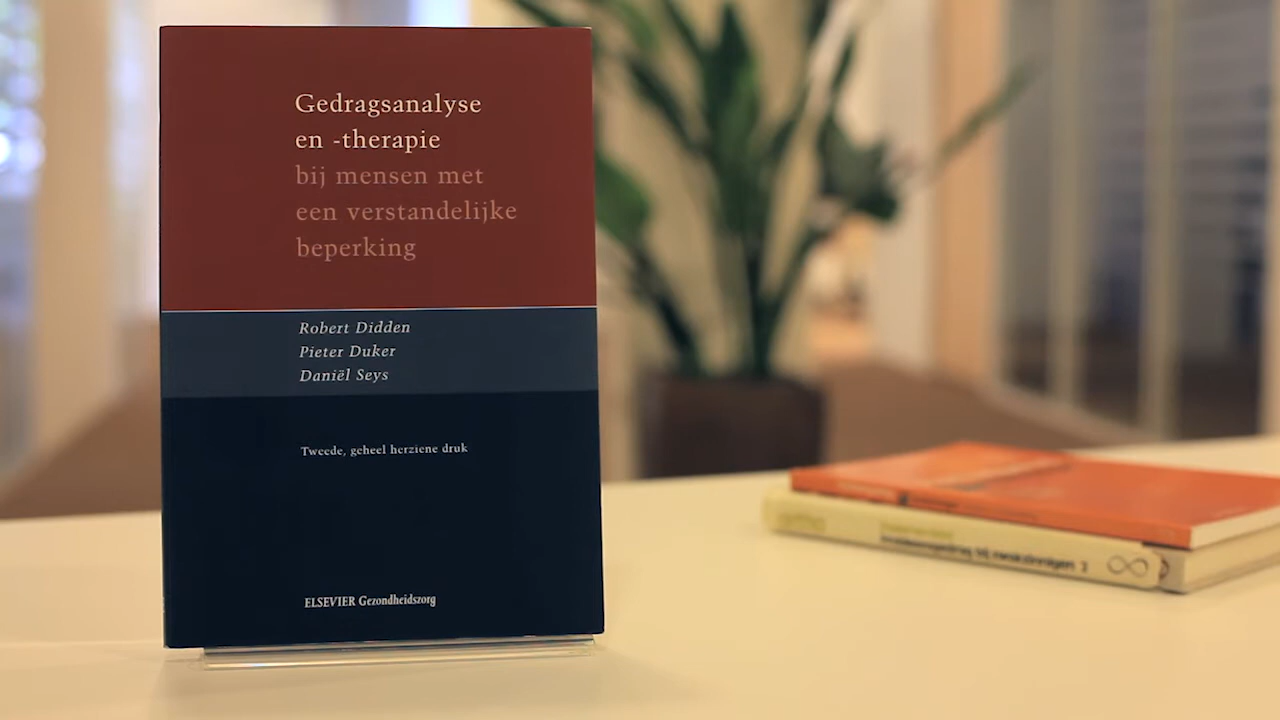 Gedragsanalyse
en -therapie
bij mensen met
een verstandelijke
beperking
Robert Didden
Pieter Duker
Daniël Seys
Tweede, geheel herziene druk
ELSEVIER Gezondheidszorg